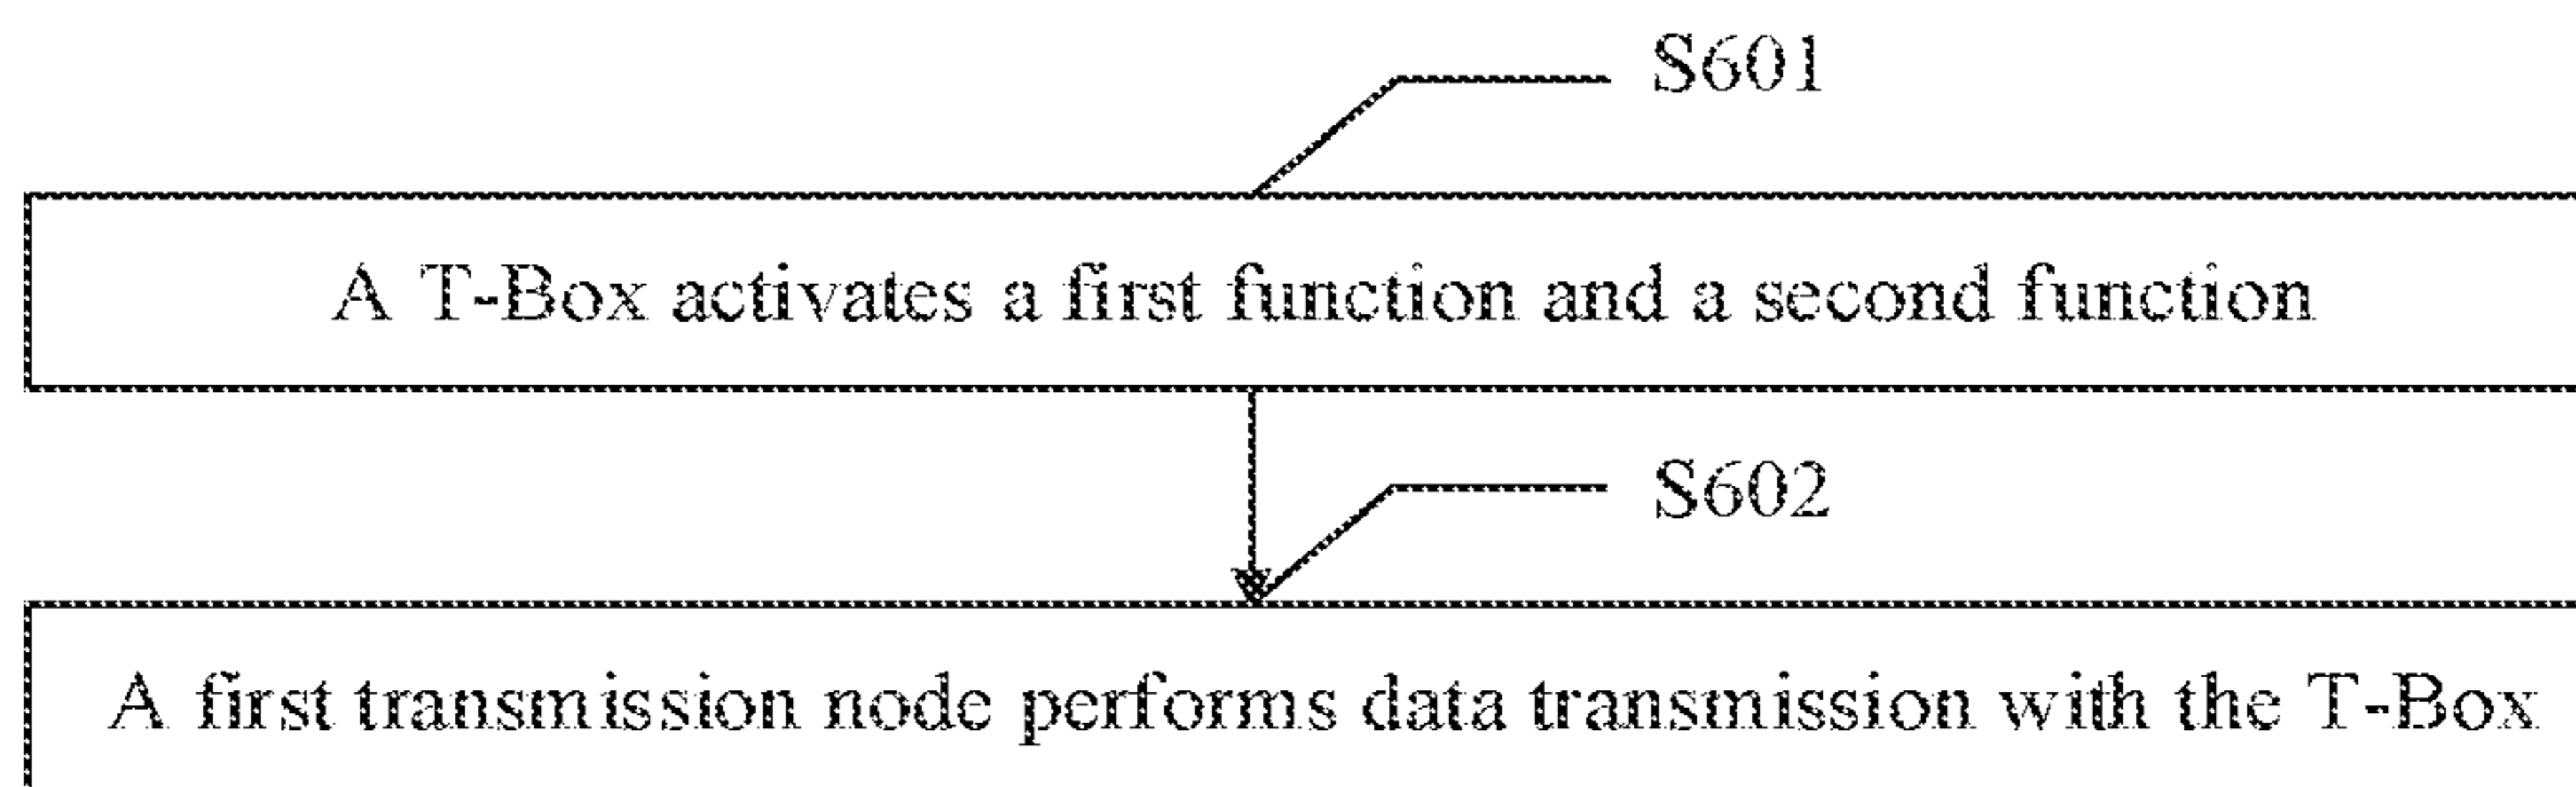 S601
A T-Box activates a first function and a second function
S602
A first transmission node performs data transmission with the T-Box